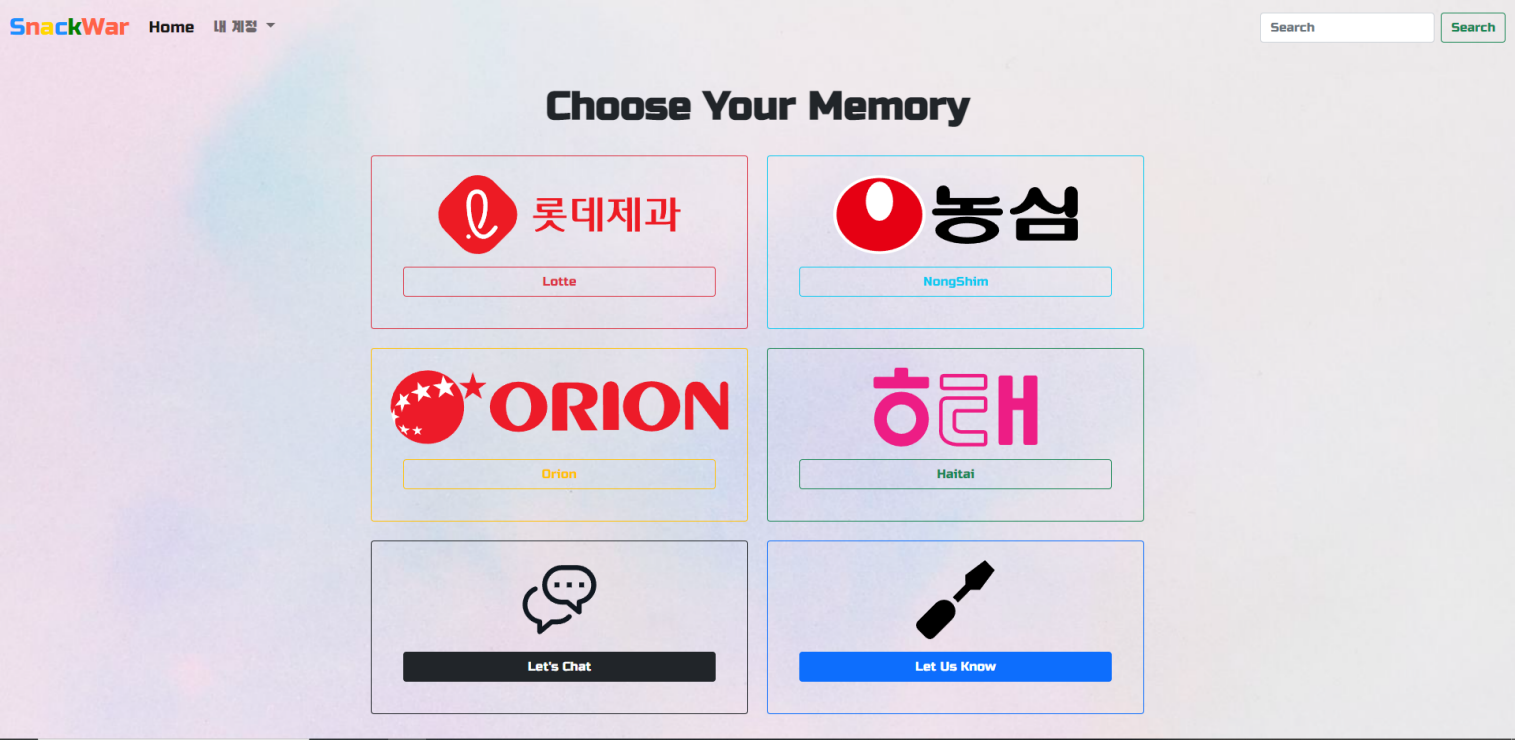 SnackWar Home 내 계정 Search Search
Choose Your Memory
롯데제과 농심
Lotte NongShim
ORION 해태
Orion Haitai
Let's Chat Let Us Know